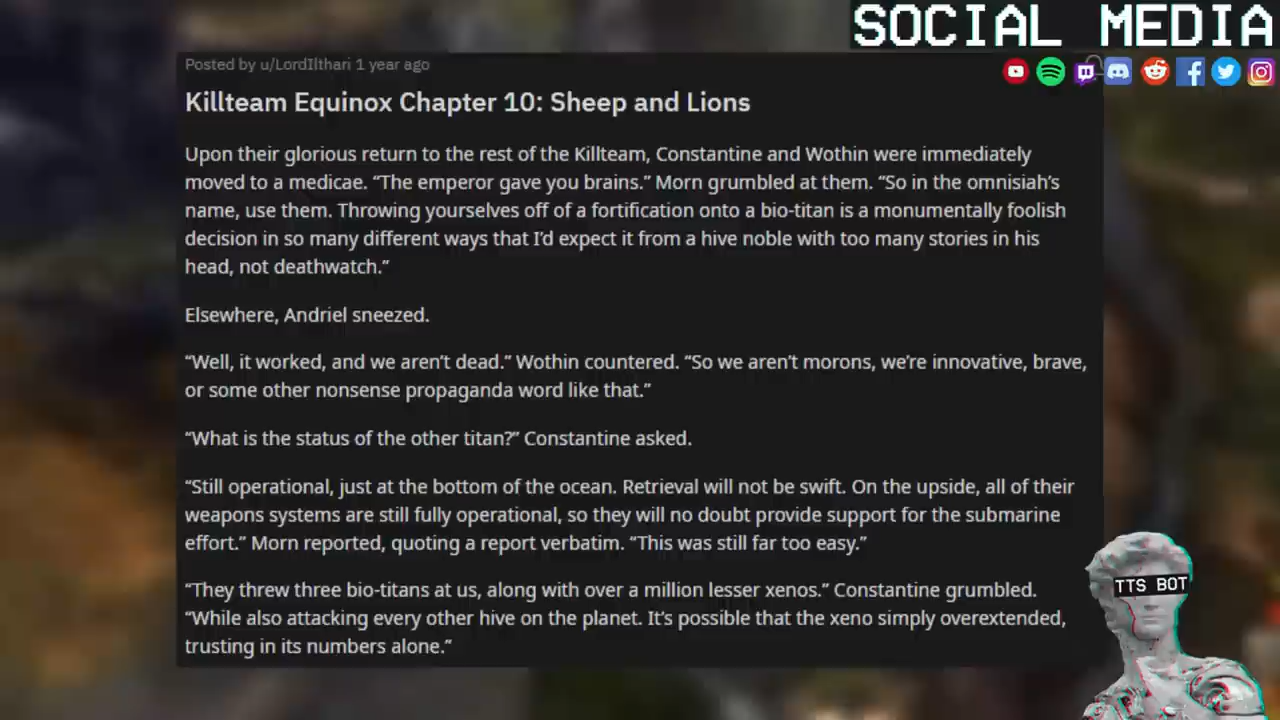 SOCIAL MEDIA
Posted by u/LordIlthari 1 year ago
Killteam Equinox Chapter 10: Sheep and Lions
Upon their glorious return to the rest of the Killteam, Constantine and Wothin were immediately
moved to a medicae. “The emperor gave you brains.” Morn grumbled at them. “So in the omnisiah’s
name, use them. Throwing yourselves off of a fortification onto a bio-titan is a monumentally foolish
decision in so many different ways that I’d expect it from a hive noble with too many stories in his
head, not deathwatch.”
Elsewhere, Andriel sneezed.
“Well, it worked, and we aren’t dead.” Wothin countered. “So we aren’t morons, we’re innovative, brave,
or some other nonsense propaganda word like that.”
“What is the status of the other titan?” Constantine asked.
“Still operational, just at the bottom of the ocean. Retrieval will not be swift. On the upside, all of their
weapons systems are still fully operational, so they will no doubt provide support for the submarine
effort.” Morn reported, quoting a report verbatim. “This was still far too easy.”
“They threw three bio-titans at us, along with over a million lesser xenos.” Constantine grumbled.
“While also attacking every other hive on the planet. It’s possible that the xeno simply overextended,
trusting in its numbers alone.”
TTS BOT